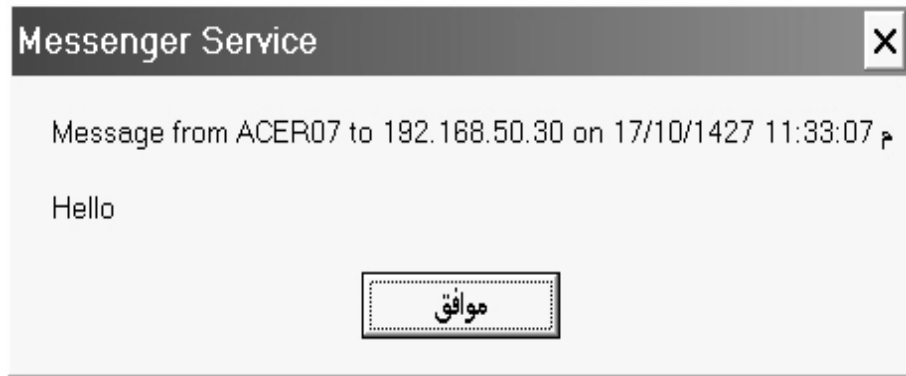 Messenger Service
Message from ACER07 to 192.168.50.30 on 17/10/1427 11:33:07 م
Hello
موافق